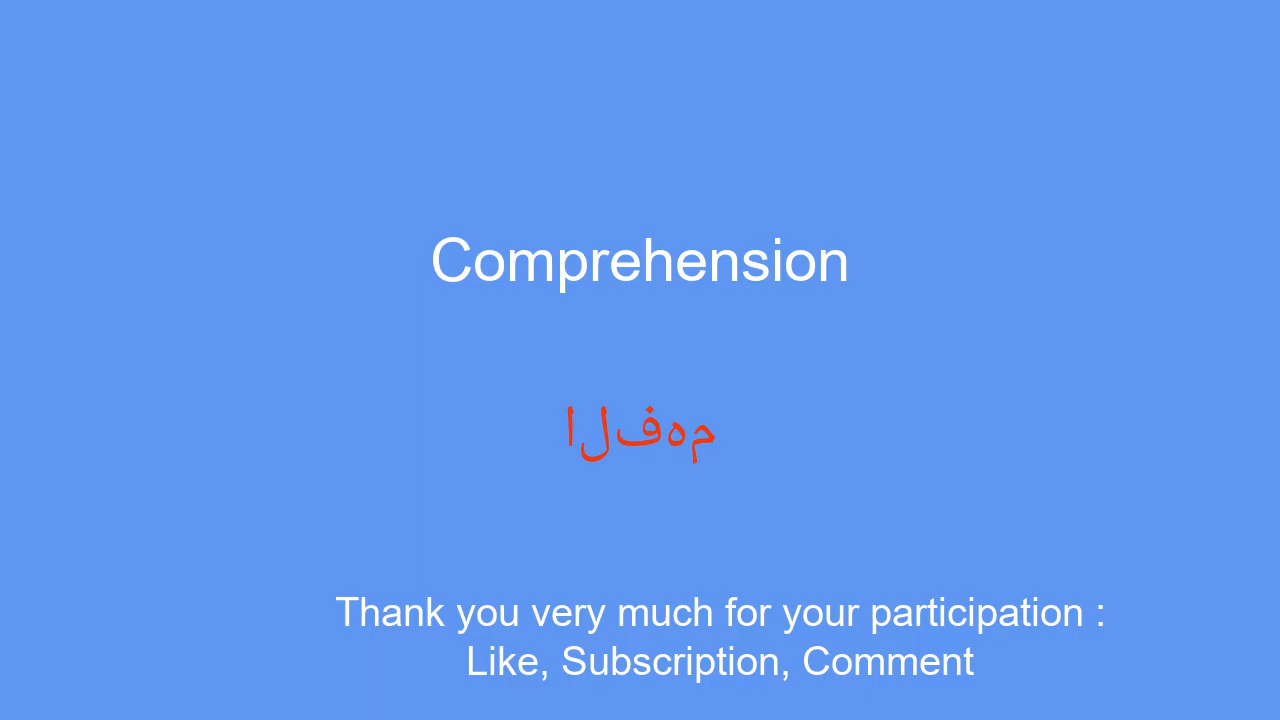 Comprehension
الفهم
Thank you very much for your participation :
Like, Subscription, Comment